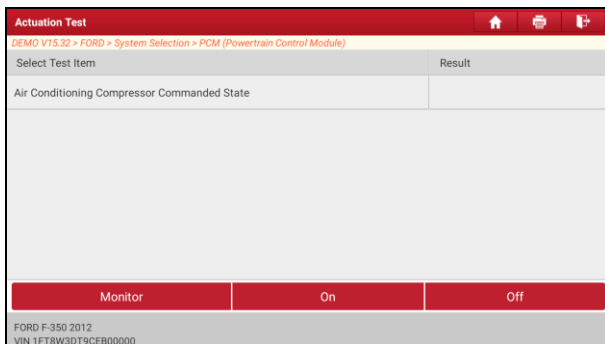 Actuation Test
DEMO V15.32 > FORD > System Selection > PCM (Powertrain Control Module)
Select Test Item Result
Air Conditioning Compressor Commanded State
Monitor On Off
FORD F-350 2012
VIN 1FT8W3DT9CEB00000